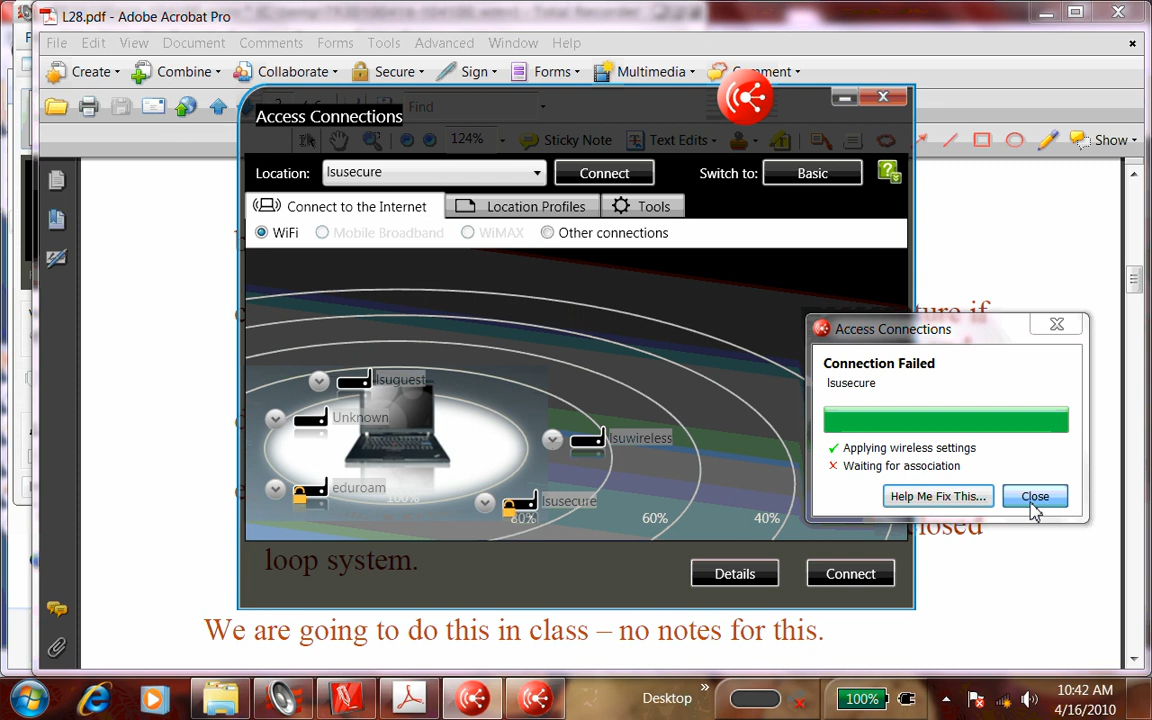 L28.pdf - Adobe Acrobat Pro
File Edit View Document Comments Forms Tools Advanced Window Help
Create Combine Collaborate Secure Sign Forms Multimedia Comment
Find
124% Sticky Note Text Edits Show
Access Connections
Location: lsusecure Connect Switch to: Basic
Connect to the Internet Location Profiles Tools
WiFi Mobile Broadband WiMAX Other connections
lsuguest
Unknown
lsuwireless
eduroam
lsusecure
100%
80% 60% 40%
Details Connect
Access Connections
Connection Failed
lsusecure
Applying wireless settings
Waiting for association
Help Me Fix This... Close
if
closed
loop system.
We are going to do this in class – no notes for this.
Desktop
100%
10:42 AM
4/16/2010